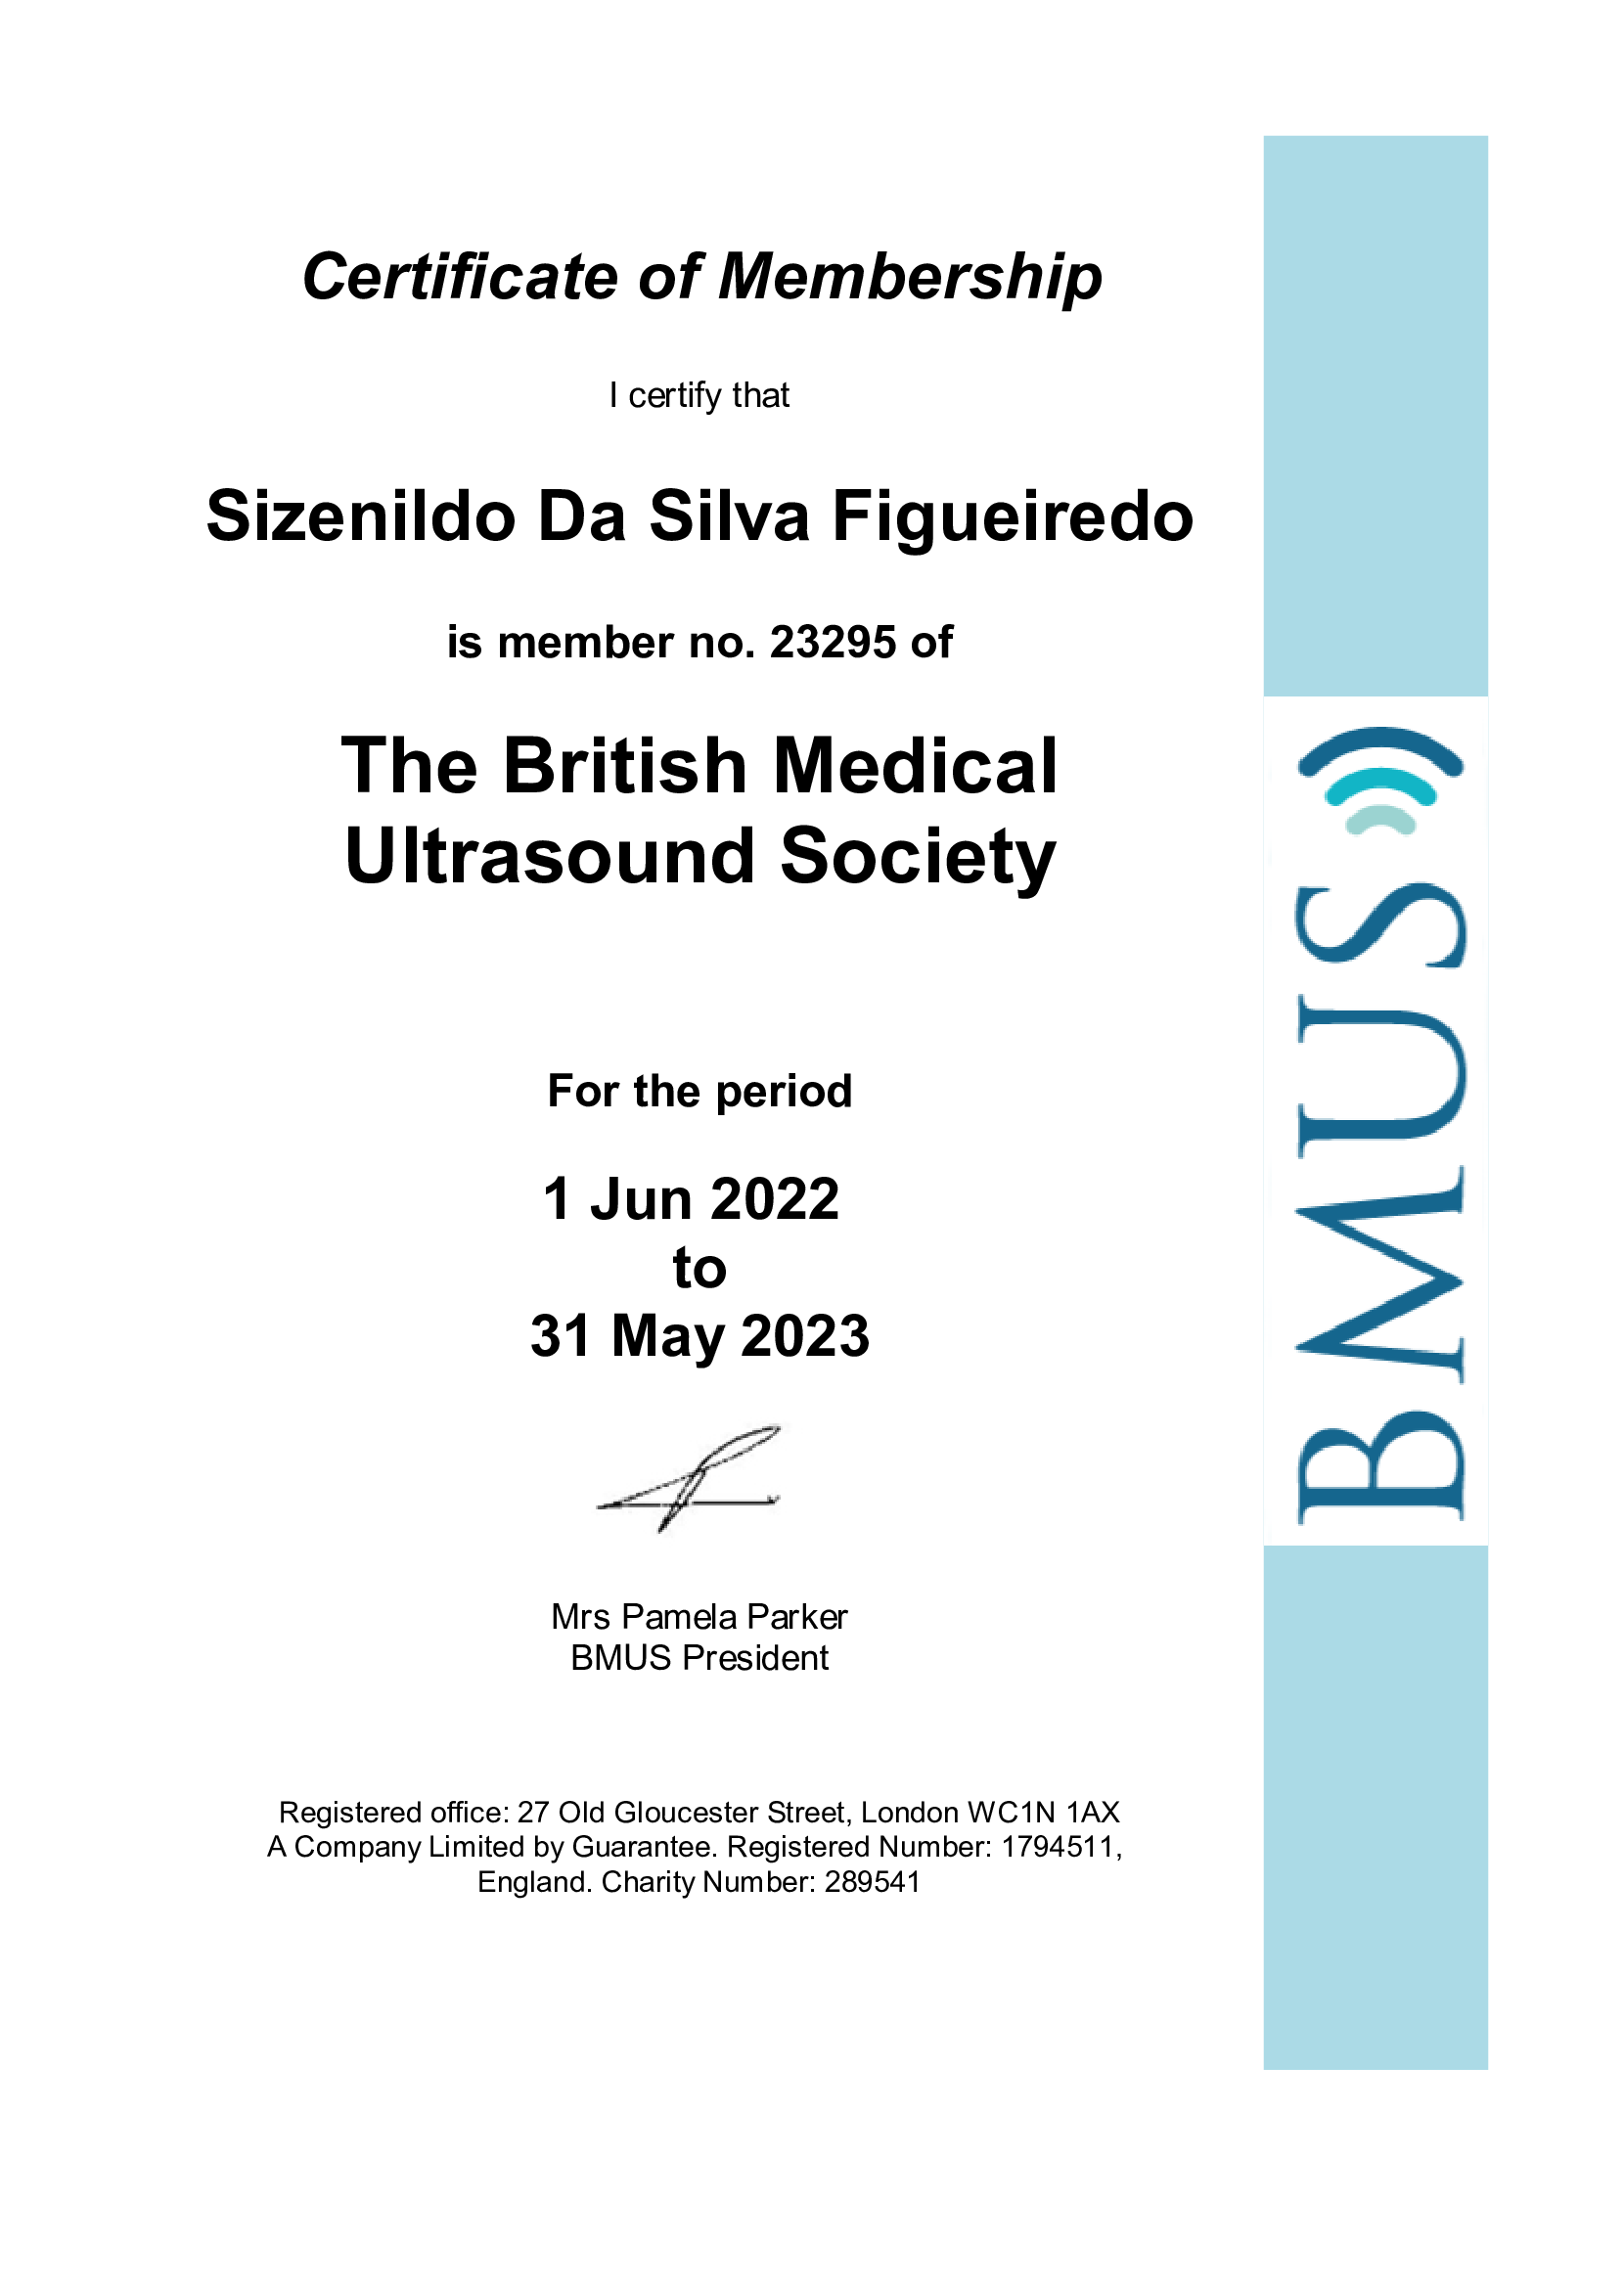 Certificate of Membership
I certify that
Sizenildo Da Silva Figueiredo
is member no. 23295 of
The British Medical
Ultrasound Society
For the period
1 Jun 2022
to
31 May 2023
Mrs Pamela Parker
BMUS President
Registered office: 27 Old Gloucester Street, London WC1N 1AX
A Company Limited by Guarantee. Registered Number: 1794511,
England. Charity Number: 289541
BMUS